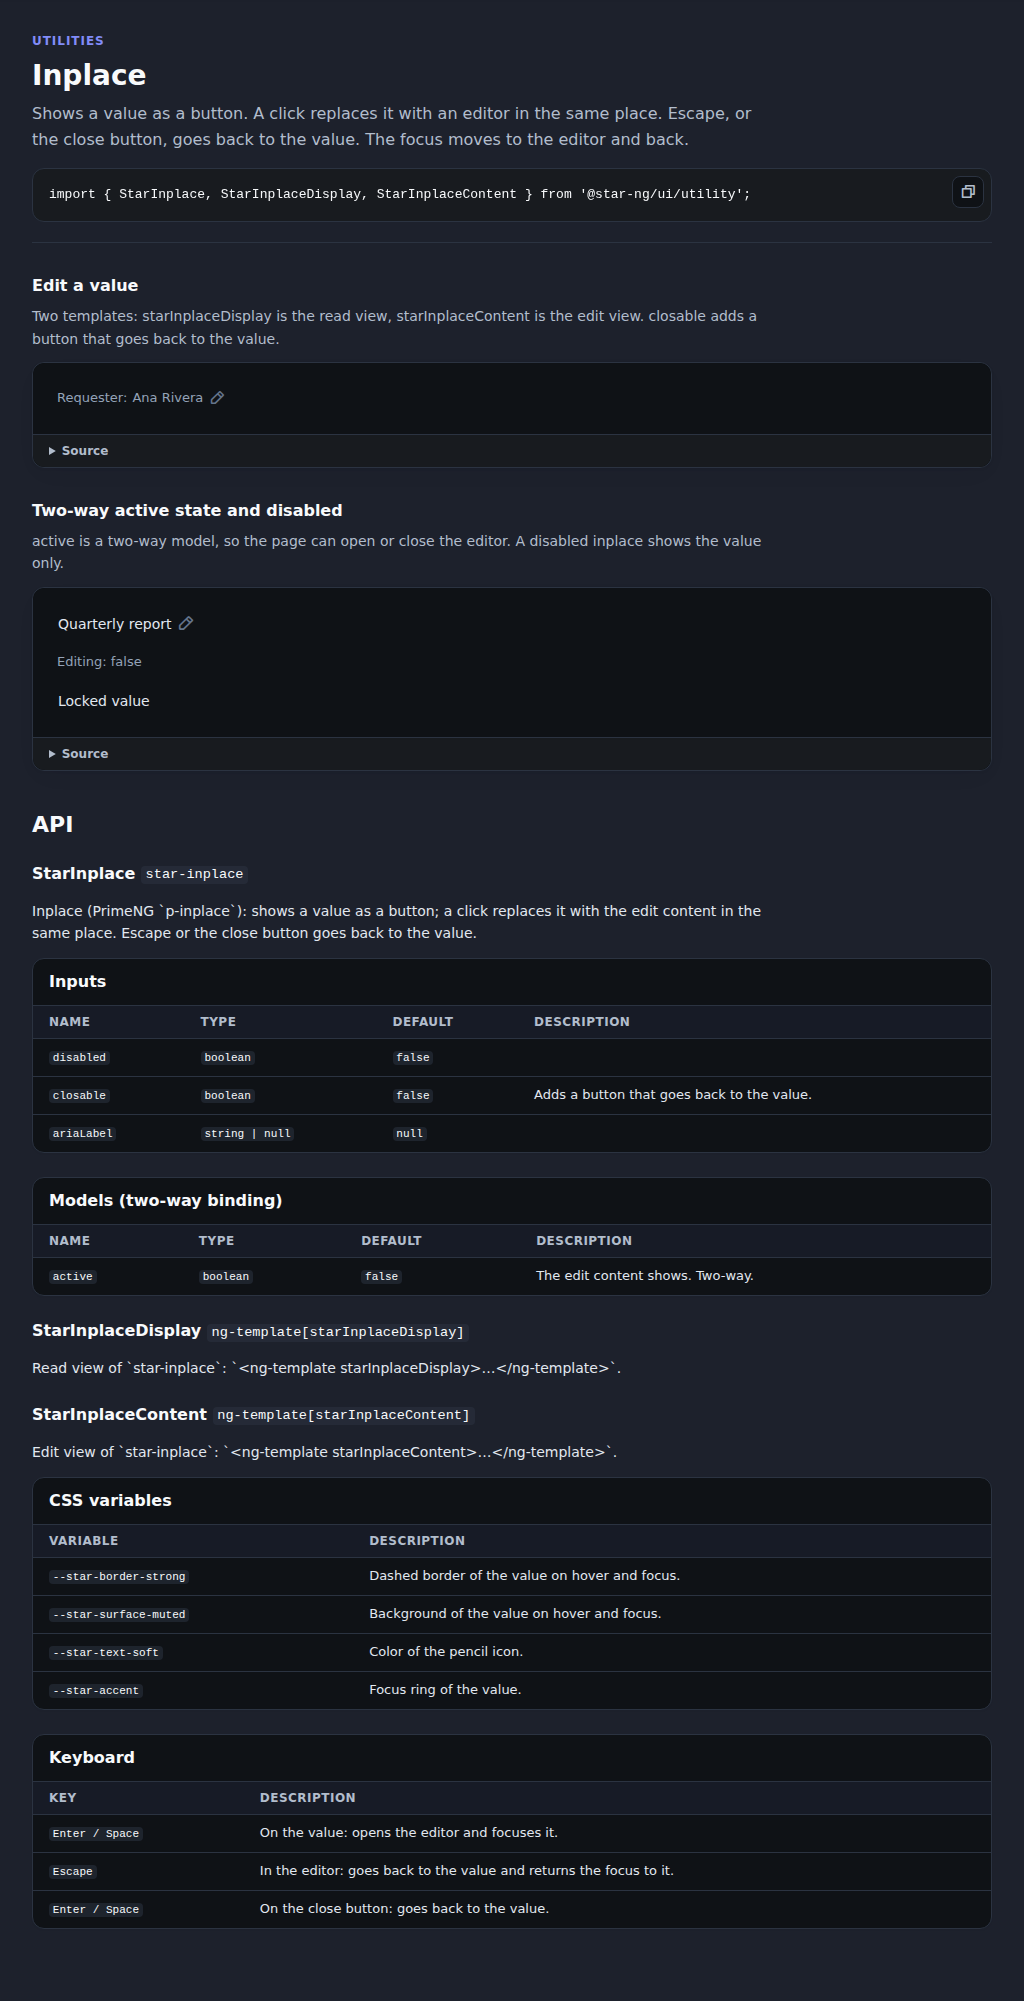 UTILITIES
Inplace
Shows a value as a button. A click replaces it with an editor in the same place. Escape, or
the close button, goes back to the value. The focus moves to the editor and back.
import { StarInplace, StarInplaceDisplay, StarInplaceContent } from '@star-ng/ui/utility';
Edit a value
Two templates: starInplaceDisplay is the read view, starInplaceContent is the edit view. closable adds a
button that goes back to the value.
Requester: Ana Rivera
Source
Two-way active state and disabled
active is a two-way model, so the page can open or close the editor. A disabled inplace shows the value
only.
Quarterly report
Editing: false
Locked value
Source
API
StarInplace star-inplace
Inplace (PrimeNG `p-inplace`): shows a value as a button; a click replaces it with the edit content in the
same place. Escape or the close button goes back to the value.
Inputs
NAME TYPE DEFAULT DESCRIPTION
disabled boolean false
closable boolean false Adds a button that goes back to the value.
ariaLabel string | null null
Models (two-way binding)
NAME TYPE DEFAULT DESCRIPTION
active boolean false The edit content shows. Two-way.
StarInplaceDisplay ng-template[starInplaceDisplay]
Read view of `star-inplace`: `<ng-template starInplaceDisplay>…</ng-template>`.
StarInplaceContent ng-template[starInplaceContent]
Edit view of `star-inplace`: `<ng-template starInplaceContent>…</ng-template>`.
CSS variables
VARIABLE DESCRIPTION
--star-border-strong Dashed border of the value on hover and focus.
--star-surface-muted Background of the value on hover and focus.
--star-text-soft Color of the pencil icon.
--star-accent Focus ring of the value.
Keyboard
KEY DESCRIPTION
Enter / Space On the value: opens the editor and focuses it.
Escape In the editor: goes back to the value and returns the focus to it.
Enter / Space On the close button: goes back to the value.